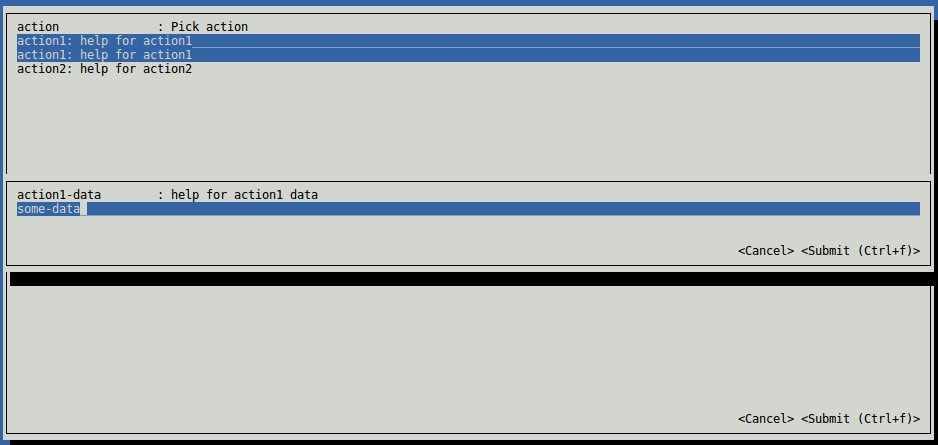 action : Pick action
action1: help for action1
action1: help for action1
action2: help for action2
action1-data : help for action1 data
some-data
<Cancel> <Submit (Ctrl+f)>
<Cancel> <Submit (Ctrl+f)>